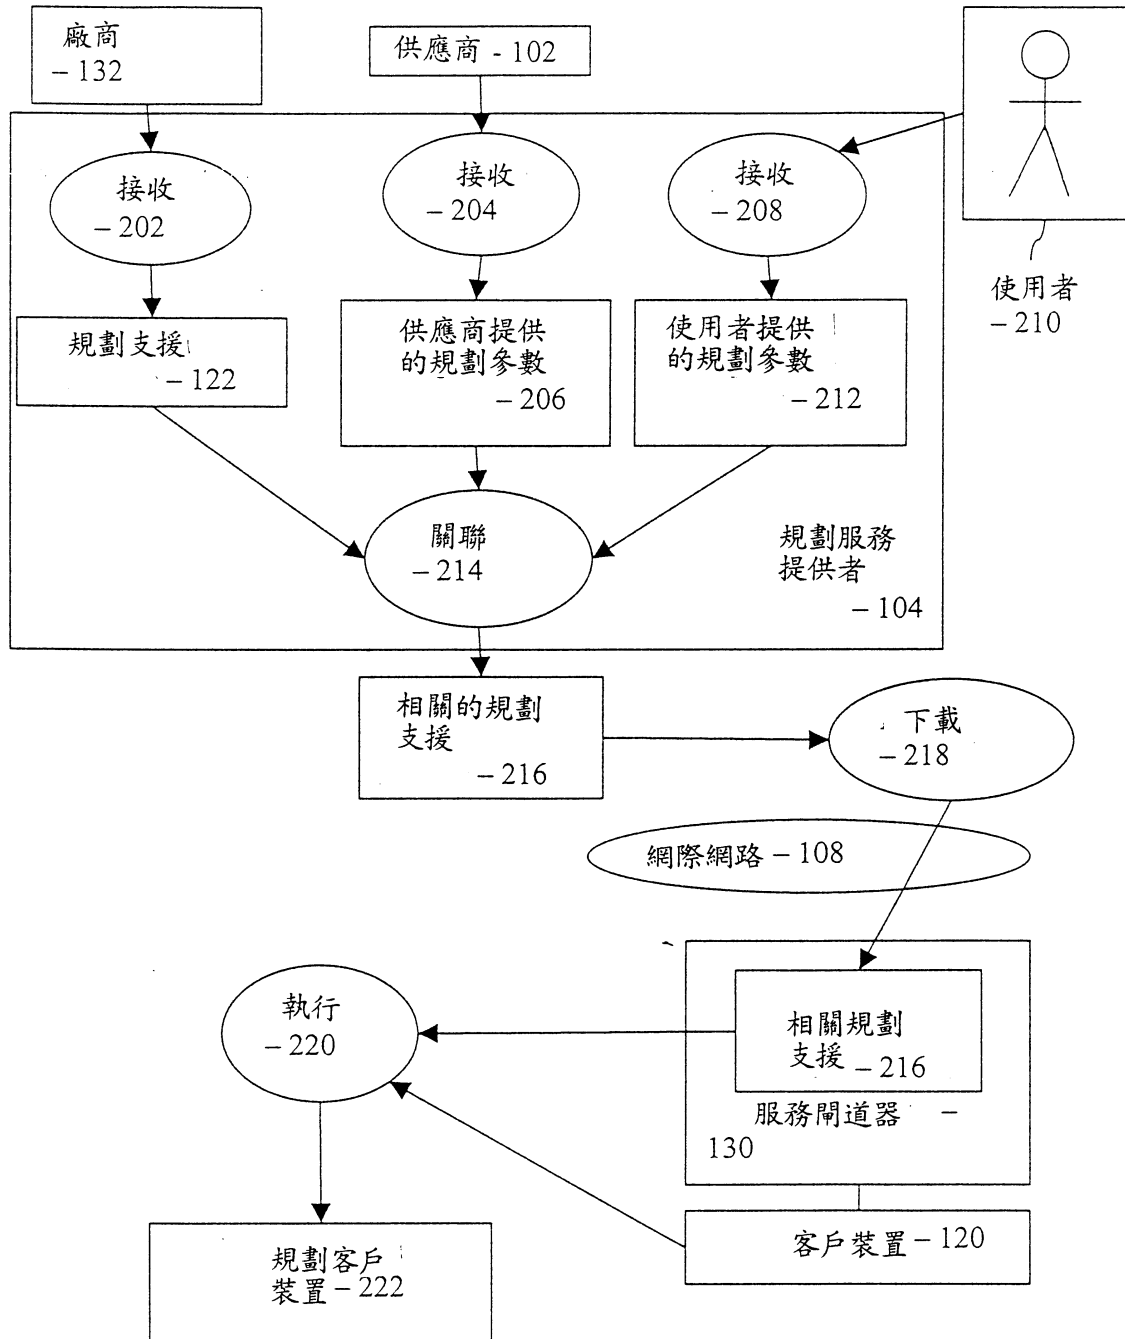 廠商
– 132
供應商 - 102
接收
– 202
接收
– 204
接收
– 208
使用者
– 210
規劃支援
– 122
供應商提供
的規劃參數
– 206
使用者提供
的規劃參數
– 212
關聯
– 214
規劃服務
提供者
– 104
相關的規劃
支援
– 216
下載
– 218
網際網路 – 108
執行
– 220
相關規劃
支援 – 216
服務閘道器 –
130
客戶裝置 – 120
規劃客戶
裝置 – 222